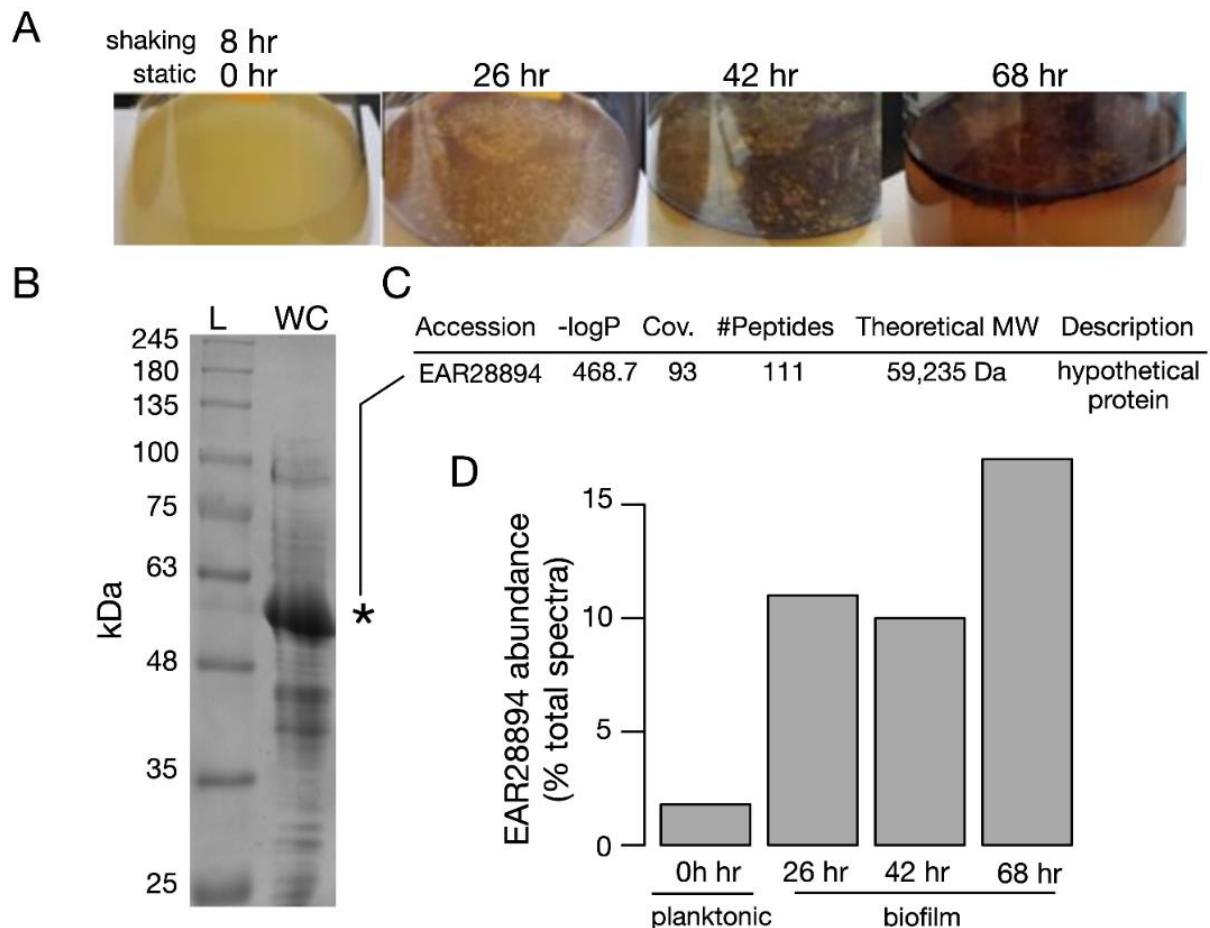 A
shaking 8 hr
static 0 hr 26 hr 42 hr 68 hr
B
L WC
245
180
135
100
75
63
48
35
25
kDa
*
C
Accession -logP Cov. #Peptides Theoretical MW Description
EAR28894 468.7 93 111 59,235 Da hypothetical
protein
D
EAR28894 abundance
(% total spectra)
15
10
5
0
0h hr 26 hr 42 hr 68 hr
planktonic biofilm